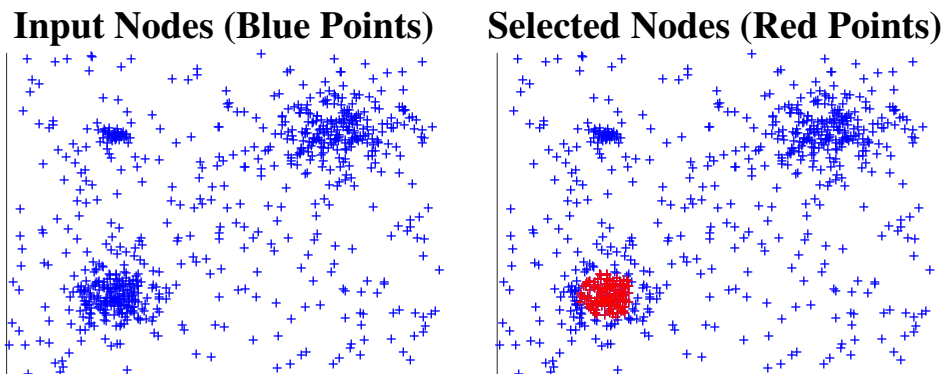 Input Nodes (Blue Points)
Selected Nodes (Red Points)